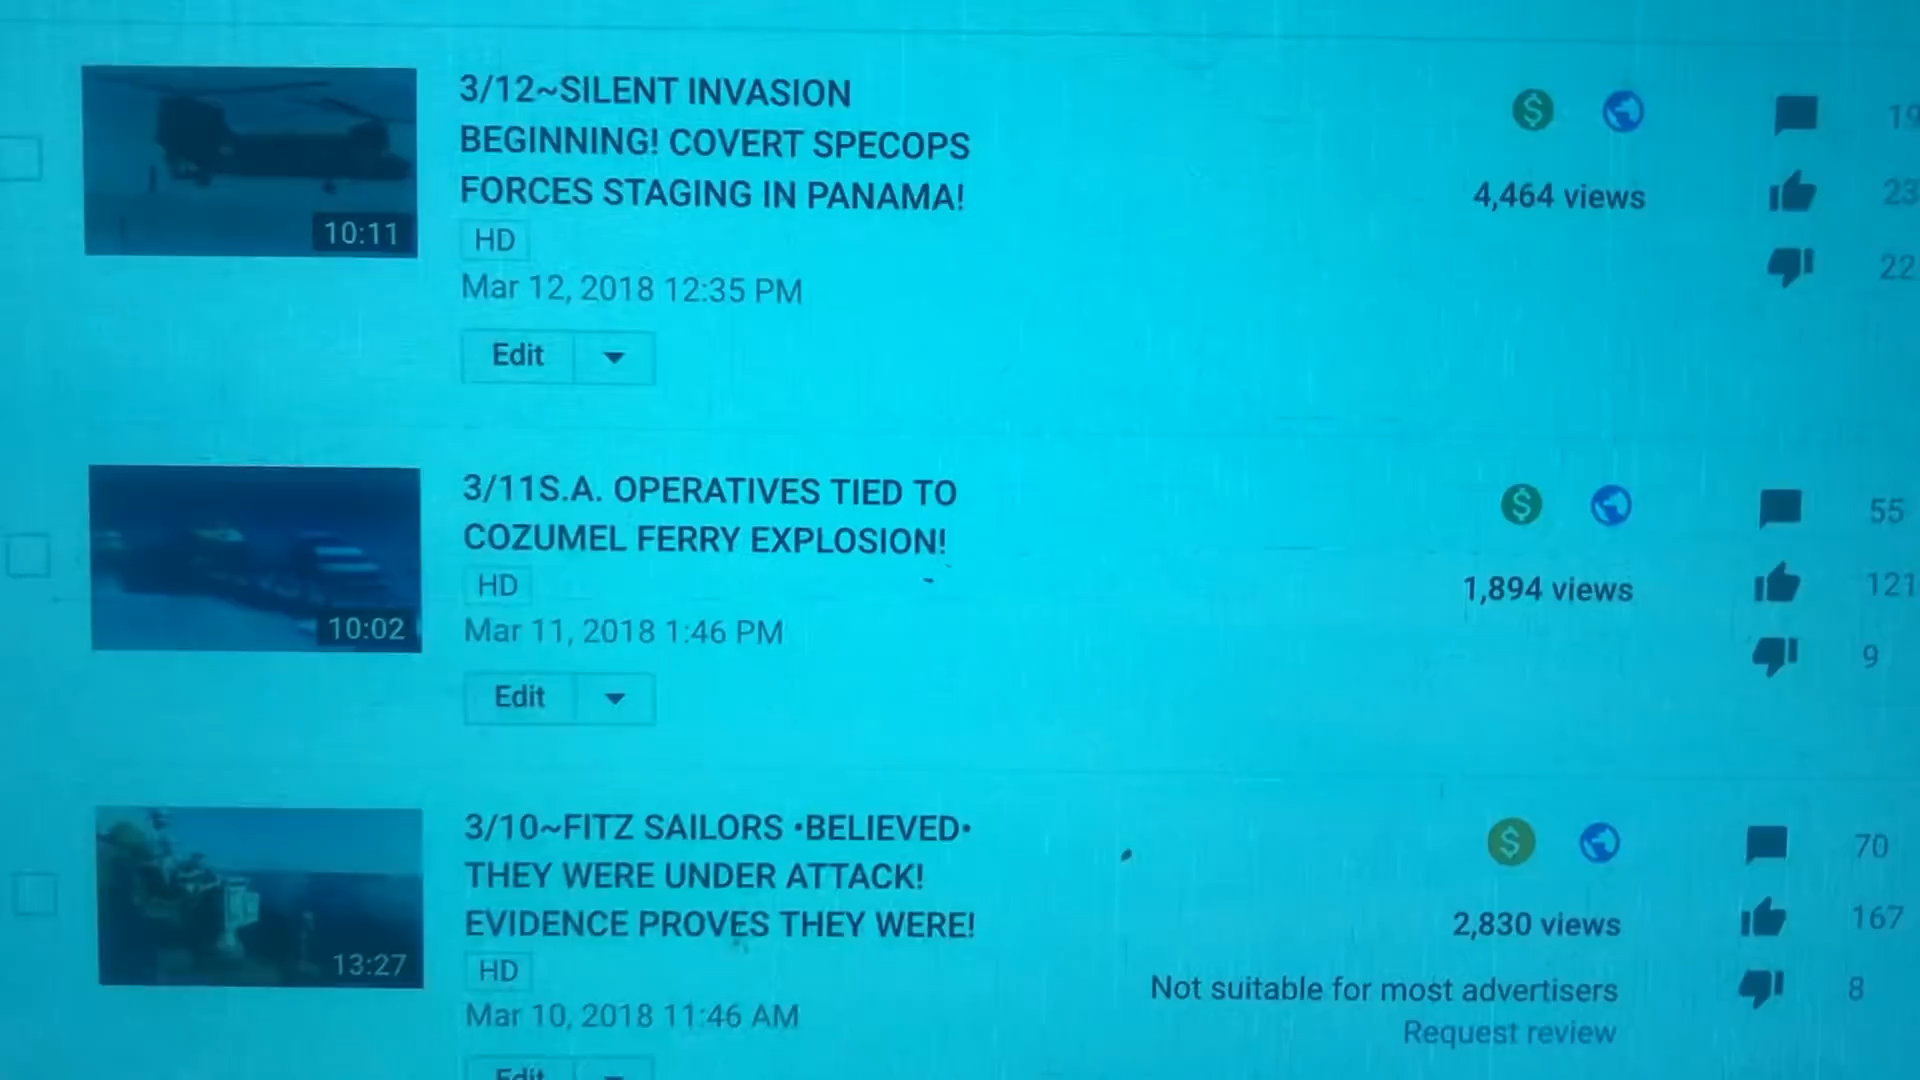 3/12~SILENT INVASION
BEGINNING! COVERT SPECOPS
FORCES STAGING IN PANAMA!
10:11
HD
Mar 12, 2018 12:35 PM
Edit
4,464 views
22
3/11S.A. OPERATIVES TIED TO
COZUMEL FERRY EXPLOSION!
10:02
HD
Mar 11, 2018 1:46 PM
Edit
1,894 views
55
121
9
3/10~FITZ SAILORS •BELIEVED•
THEY WERE UNDER ATTACK!
EVIDENCE PROVES THEY WERE!
13:27
HD
Mar 10, 2018 11:46 AM
Edit
2,830 views
Not suitable for most advertisers
Request review
70
167
8